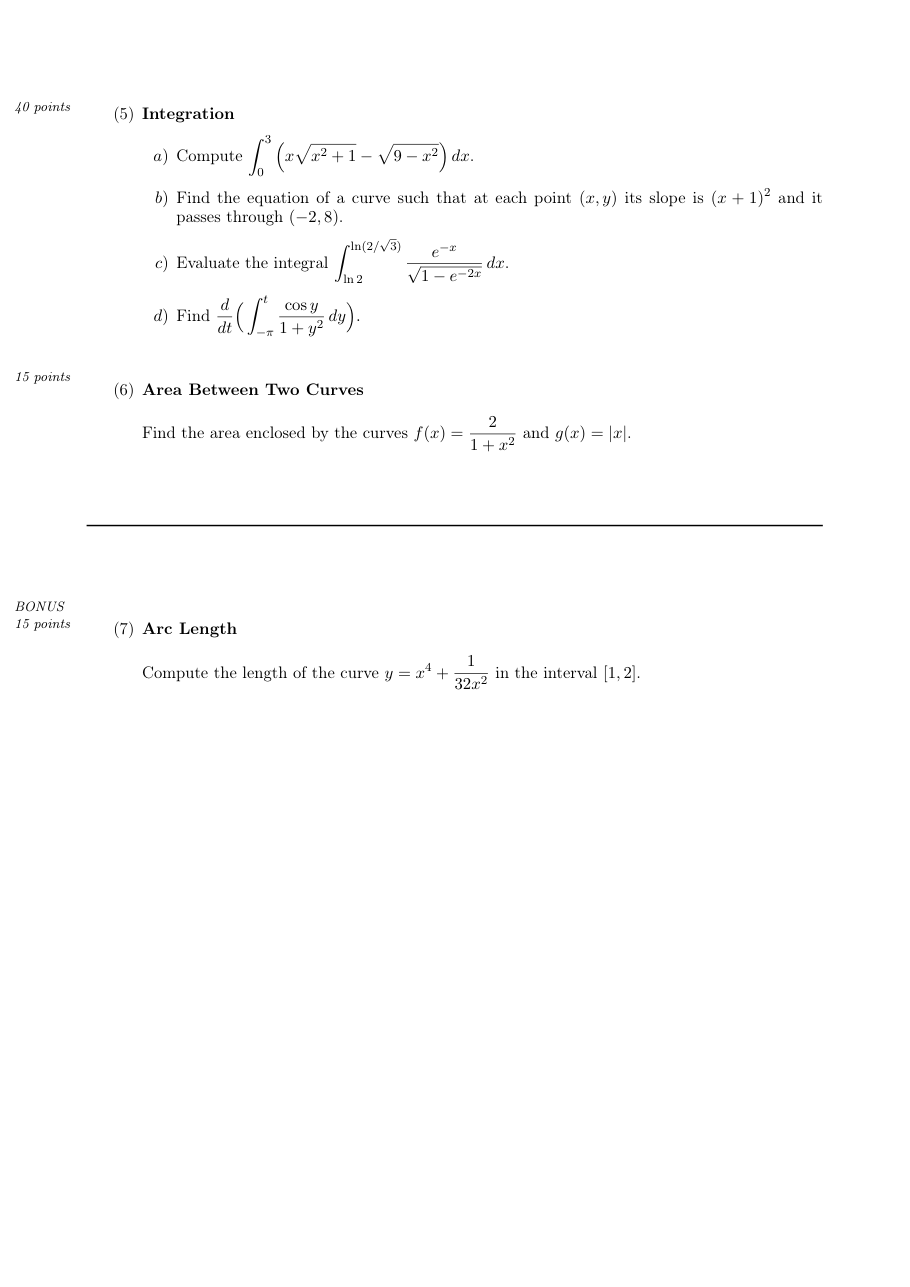 40 points
(5) Integration
a) Compute ∫₀³ (x√(x² + 1) − √(9 − x²)) dx.
b) Find the equation of a curve such that at each point (x, y) its slope is (x + 1)² and it
passes through (−2, 8).
c) Evaluate the integral ∫_{ln 2}^{ln(2/√3)} e^{−x}/√(1 − e^{−2x}) dx.
d) Find d/dt (∫_{−π}^{t} cos y/(1 + y²) dy).
15 points
(6) Area Between Two Curves
Find the area enclosed by the curves f(x) = 2/(1 + x²) and g(x) = |x|.
BONUS
15 points
(7) Arc Length
Compute the length of the curve y = x⁴ + 1/(32x²) in the interval [1, 2].